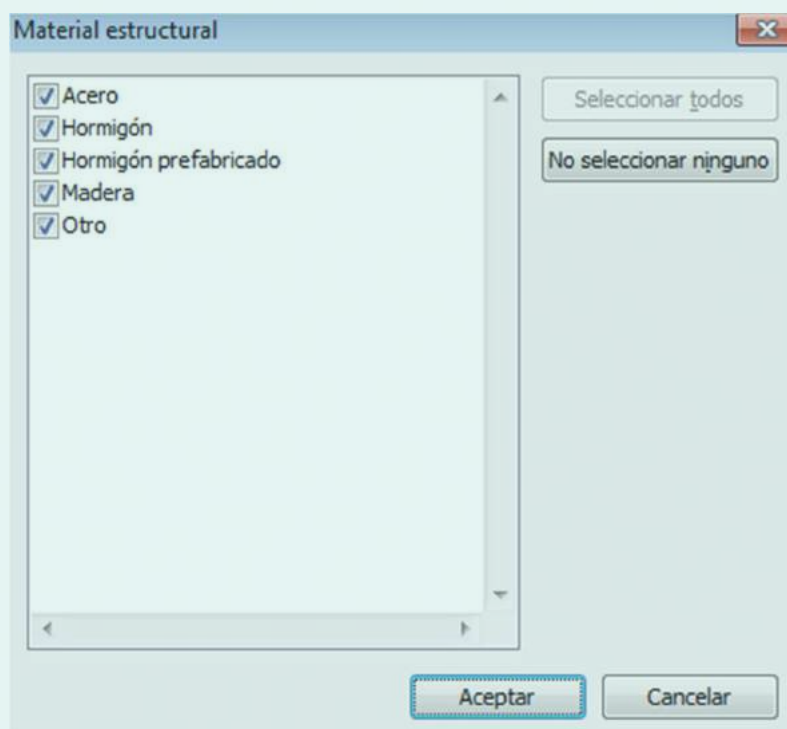 Material estructural
Acero
Hormigón
Hormigón prefabricado
Madera
Otro
Seleccionar todos
No seleccionar ninguno
Aceptar
Cancelar